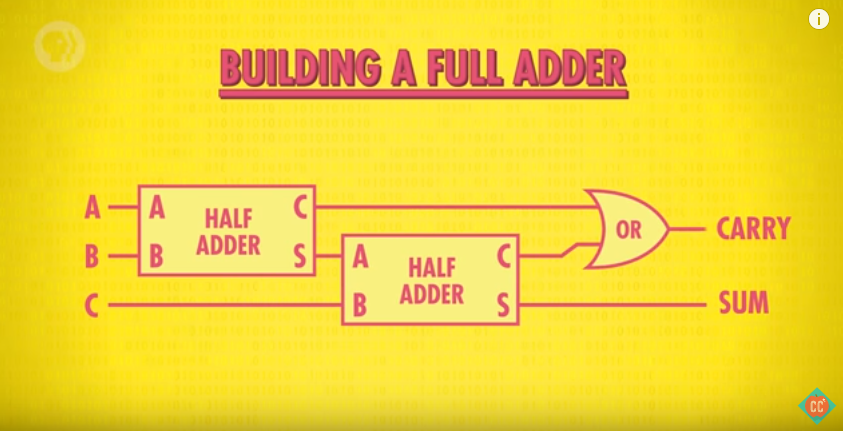 BUILDING A FULL ADDER
A A HALF ADDER C
B B S A HALF ADDER C OR CARRY
C B S SUM
i
CC